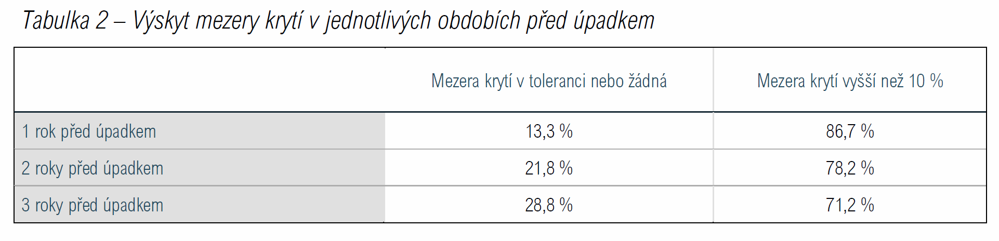 Tabulka 2 – Výskyt mezery krytí v jednotlivých obdobích před úpadkem
Mezera krytí v toleranci nebo žádná Mezera krytí vyšší než 10 %
1 rok před úpadkem 13,3 % 86,7 %
2 roky před úpadkem 21,8 % 78,2 %
3 roky před úpadkem 28,8 % 71,2 %